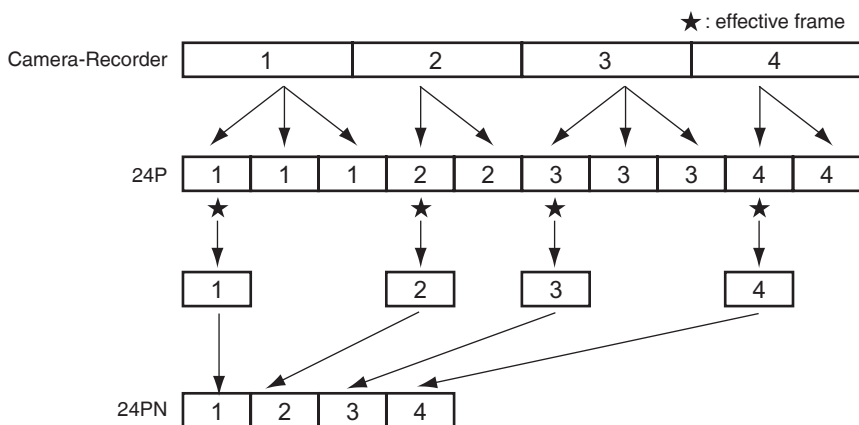 ★ : effective frame
Camera-Recorder 1 2 3 4
24P 1 1 1 2 2 3 3 3 4 4
★ ★ ★ ★
1 2 3 4
24PN 1 2 3 4